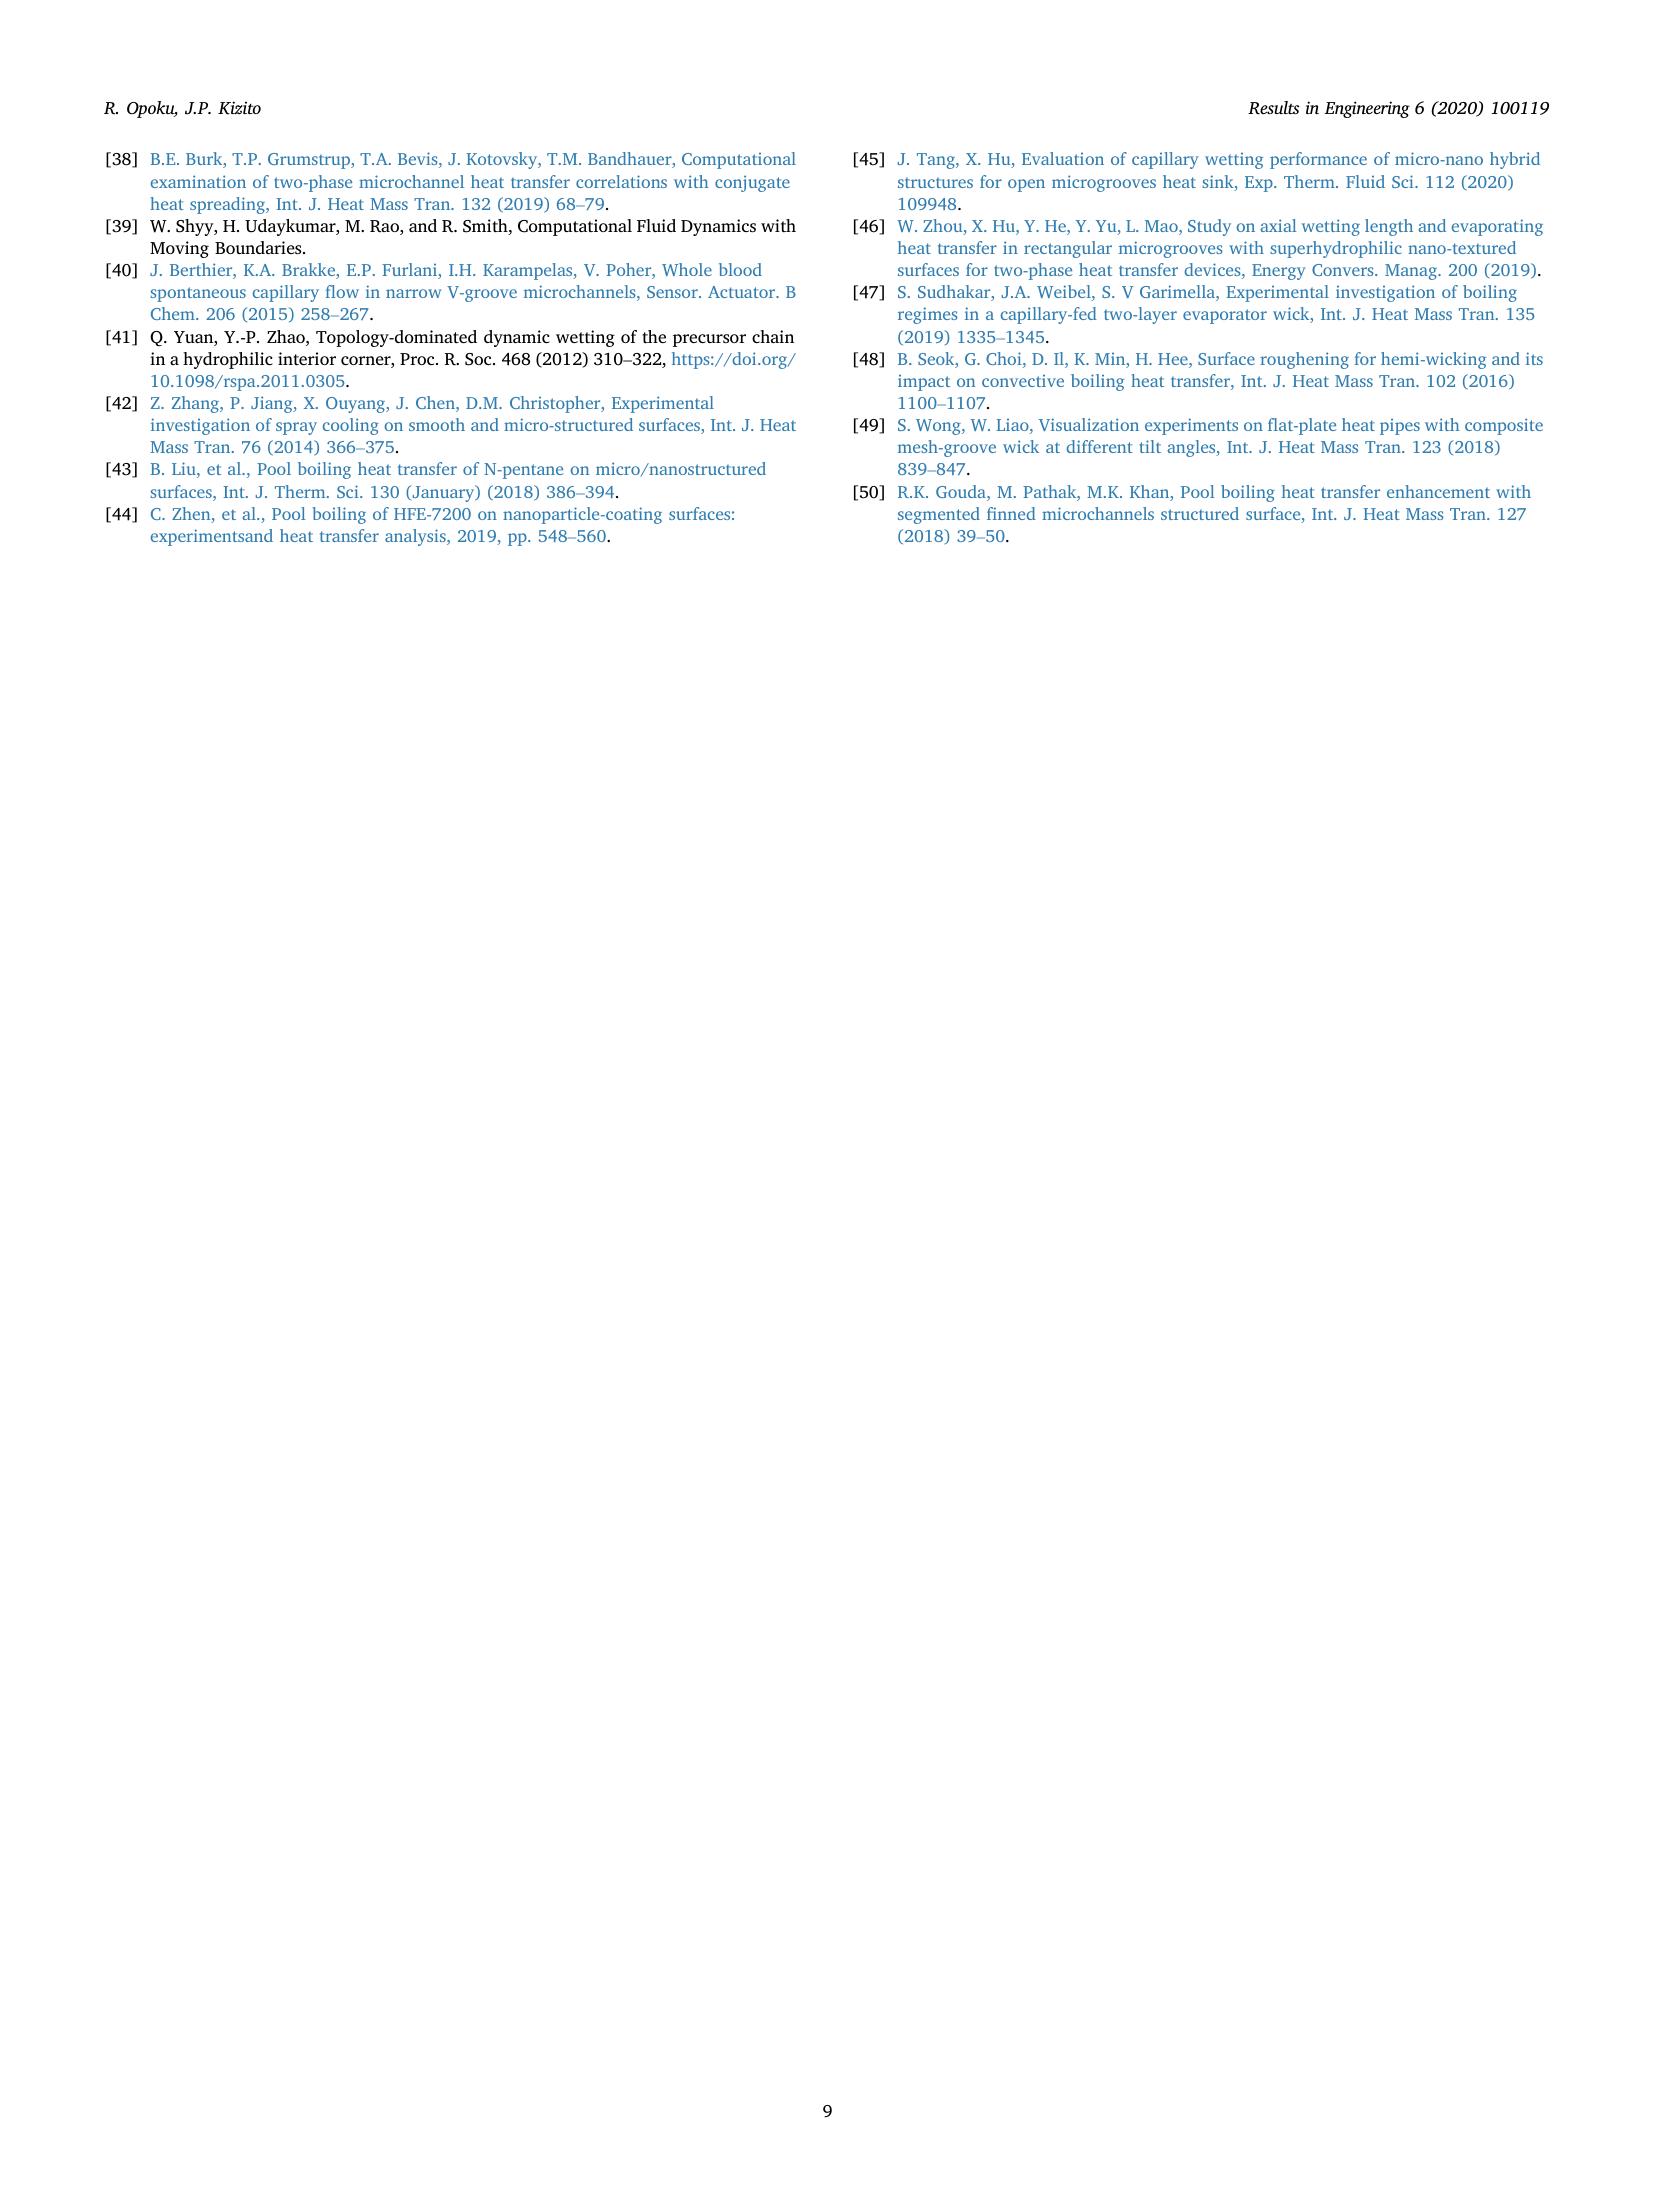 R. Opoku, J.P. Kizito
Results in Engineering 6 (2020) 100119
[38] B.E. Burk, T.P. Grumstrup, T.A. Bevis, J. Kotovsky, T.M. Bandhauer, Computational
examination of two-phase microchannel heat transfer correlations with conjugate
heat spreading, Int. J. Heat Mass Tran. 132 (2019) 68–79.
[39] W. Shyy, H. Udaykumar, M. Rao, and R. Smith, Computational Fluid Dynamics with
Moving Boundaries.
[40] J. Berthier, K.A. Brakke, E.P. Furlani, I.H. Karampelas, V. Poher, Whole blood
spontaneous capillary flow in narrow V-groove microchannels, Sensor. Actuator. B
Chem. 206 (2015) 258–267.
[41] Q. Yuan, Y.-P. Zhao, Topology-dominated dynamic wetting of the precursor chain
in a hydrophilic interior corner, Proc. R. Soc. 468 (2012) 310–322, https://doi.org/
10.1098/rspa.2011.0305.
[42] Z. Zhang, P. Jiang, X. Ouyang, J. Chen, D.M. Christopher, Experimental
investigation of spray cooling on smooth and micro-structured surfaces, Int. J. Heat
Mass Tran. 76 (2014) 366–375.
[43] B. Liu, et al., Pool boiling heat transfer of N-pentane on micro/nanostructured
surfaces, Int. J. Therm. Sci. 130 (January) (2018) 386–394.
[44] C. Zhen, et al., Pool boiling of HFE-7200 on nanoparticle-coating surfaces:
experimentsand heat transfer analysis, 2019, pp. 548–560.
[45] J. Tang, X. Hu, Evaluation of capillary wetting performance of micro-nano hybrid
structures for open microgrooves heat sink, Exp. Therm. Fluid Sci. 112 (2020)
109948.
[46] W. Zhou, X. Hu, Y. He, Y. Yu, L. Mao, Study on axial wetting length and evaporating
heat transfer in rectangular microgrooves with superhydrophilic nano-textured
surfaces for two-phase heat transfer devices, Energy Convers. Manag. 200 (2019).
[47] S. Sudhakar, J.A. Weibel, S. V Garimella, Experimental investigation of boiling
regimes in a capillary-fed two-layer evaporator wick, Int. J. Heat Mass Tran. 135
(2019) 1335–1345.
[48] B. Seok, G. Choi, D. Il, K. Min, H. Hee, Surface roughening for hemi-wicking and its
impact on convective boiling heat transfer, Int. J. Heat Mass Tran. 102 (2016)
1100–1107.
[49] S. Wong, W. Liao, Visualization experiments on flat-plate heat pipes with composite
mesh-groove wick at different tilt angles, Int. J. Heat Mass Tran. 123 (2018)
839–847.
[50] R.K. Gouda, M. Pathak, M.K. Khan, Pool boiling heat transfer enhancement with
segmented finned microchannels structured surface, Int. J. Heat Mass Tran. 127
(2018) 39–50.
9